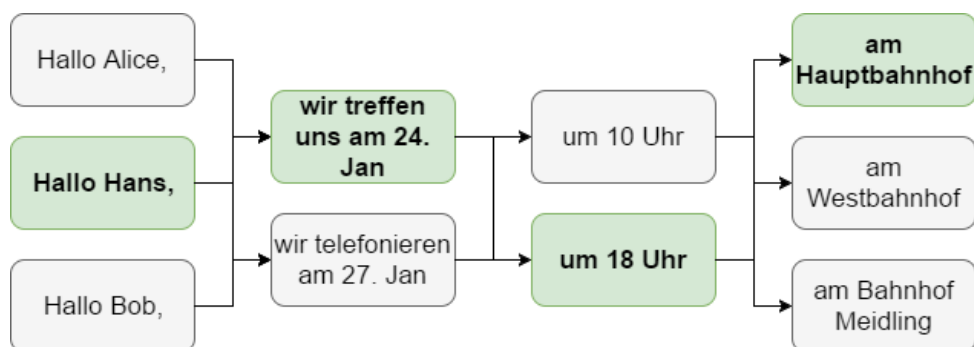 Hallo Alice,
Hallo Hans,
Hallo Bob,
wir treffen
uns am 24.
Jan
wir telefonieren
am 27. Jan
um 10 Uhr
um 18 Uhr
am
Hauptbahnhof
am
Westbahnhof
am Bahnhof
Meidling